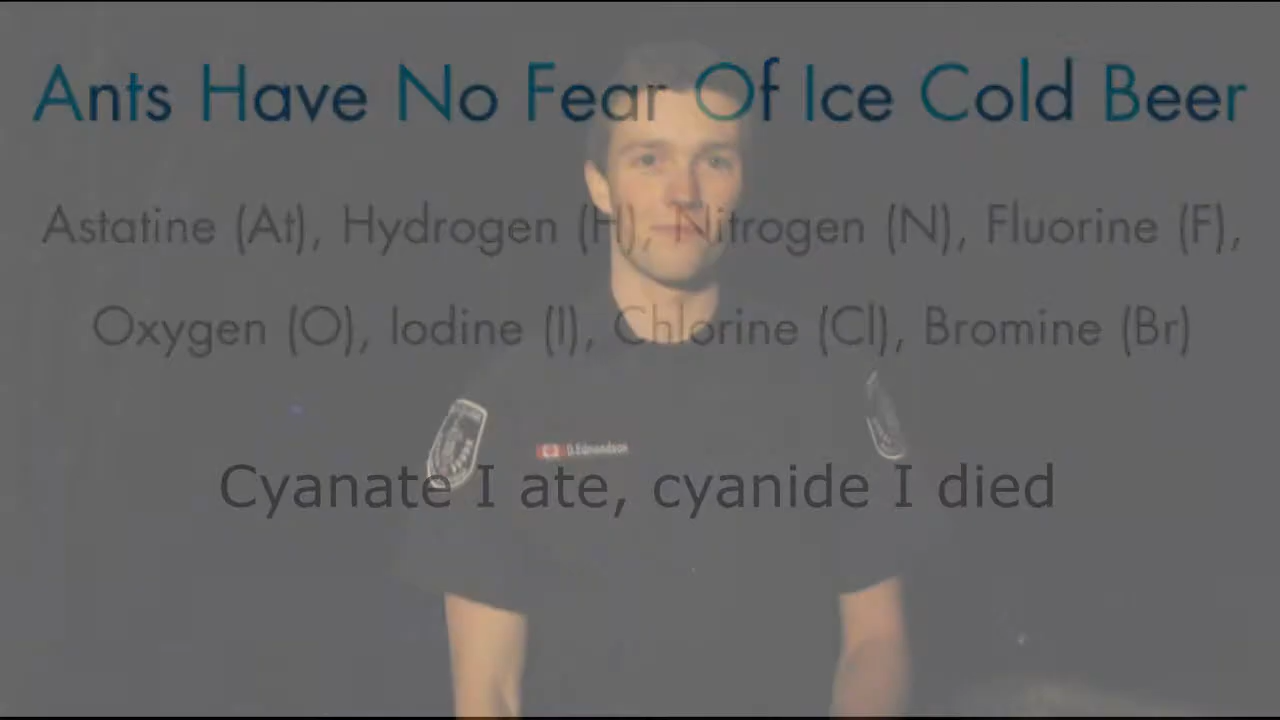 Ants Have No Fear Of Ice Cold Beer
Astatine (At), Hydrogen (H), Nitrogen (N), Fluorine (F),
Oxygen (O), Iodine (I), Chlorine (Cl), Bromine (Br)
D.Edmondson
Cyanate I ate, cyanide I died